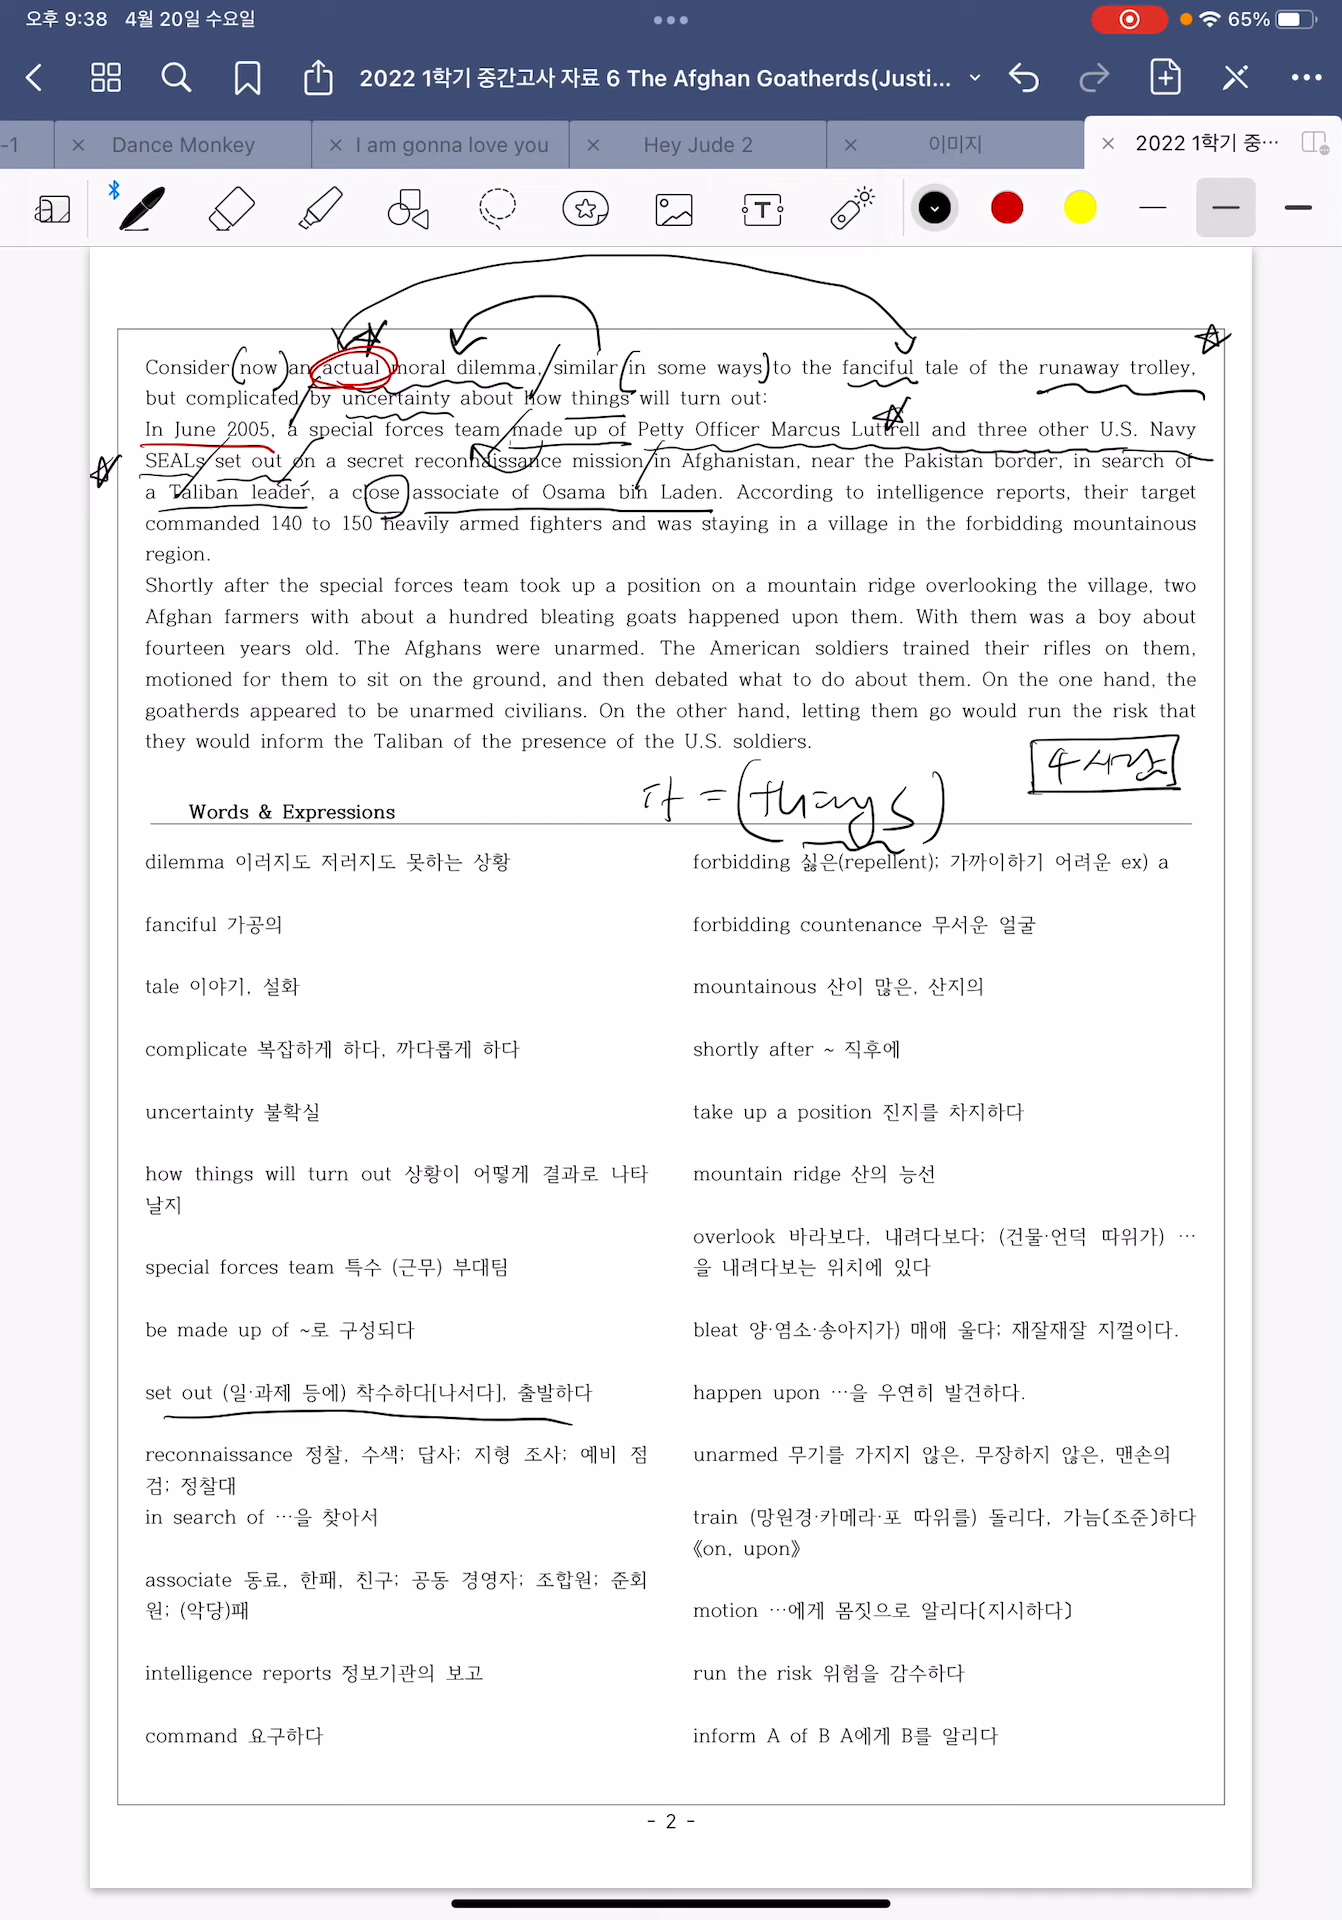 오후 9:38 4월 20일 수요일
65%
2022 1학기 중간고사 자료 6 The Afghan Goatherds(Justi...
-1
Dance Monkey
I am gonna love you
Hey Jude 2
이미지
2022 1학기 중…
Consider now an actual moral dilemma, similar in some ways to the fanciful tale of the runaway trolley,
but complicated by uncertainty about how things will turn out:
In June 2005, a special forces team made up of Petty Officer Marcus Luttrell and three other U.S. Navy
SEALs set out on a secret reconnaissance mission in Afghanistan, near the Pakistan border, in search of
a Taliban leader, a close associate of Osama bin Laden. According to intelligence reports, their target
commanded 140 to 150 heavily armed fighters and was staying in a village in the forbidding mountainous
region.
Shortly after the special forces team took up a position on a mountain ridge overlooking the village, two
Afghan farmers with about a hundred bleating goats happened upon them. With them was a boy about
fourteen years old. The Afghans were unarmed. The American soldiers trained their rifles on them,
motioned for them to sit on the ground, and then debated what to do about them. On the one hand, the
goatherds appeared to be unarmed civilians. On the other hand, letting them go would run the risk that
they would inform the Taliban of the presence of the U.S. soldiers.
4사람
it = (things)
Words & Expressions
dilemma 이러지도 저러지도 못하는 상황
fanciful 가공의
tale 이야기, 설화
complicate 복잡하게 하다, 까다롭게 하다
uncertainty 불확실
how things will turn out 상황이 어떻게 결과로 나타
날지
special forces team 특수 (근무) 부대팀
be made up of ~로 구성되다
set out (일·과제 등에) 착수하다[나서다], 출발하다
reconnaissance 정찰, 수색; 답사; 지형 조사; 예비 점
검; 정찰대
in search of …을 찾아서
associate 동료, 한패, 친구; 공동 경영자; 조합원; 준회
원; (악당)패
intelligence reports 정보기관의 보고
command 요구하다
forbidding 싫은(repellent); 가까이하기 어려운 ex) a
forbidding countenance 무서운 얼굴
mountainous 산이 많은, 산지의
shortly after ~ 직후에
take up a position 진지를 차지하다
mountain ridge 산의 능선
overlook 바라보다, 내려다보다; (건물·언덕 따위가) …
을 내려다보는 위치에 있다
bleat 양·염소·송아지가) 매애 울다; 재잘재잘 지껄이다.
happen upon …을 우연히 발견하다.
unarmed 무기를 가지지 않은, 무장하지 않은, 맨손의
train (망원경·카메라·포 따위를) 돌리다, 가늠〔조준〕하다
《on, upon》
motion …에게 몸짓으로 알리다〔지시하다〕
run the risk 위험을 감수하다
inform A of B A에게 B를 알리다
- 2 -